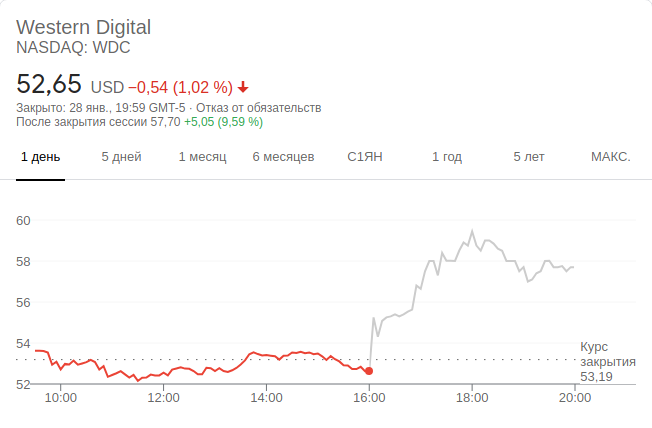 Western Digital
NASDAQ: WDC
52,65 USD −0,54 (1,02 %)
Закрыто: 28 янв., 19:59 GMT-5 · Отказ от обязательств
После закрытия сессии 57,70 +5,05 (9,59 %)
1 день 5 дней 1 месяц 6 месяцев С1ЯН 1 год 5 лет МАКС.
60
58
56
54
52
Курс
закрытия
53,19
10:00 12:00 14:00 16:00 18:00 20:00